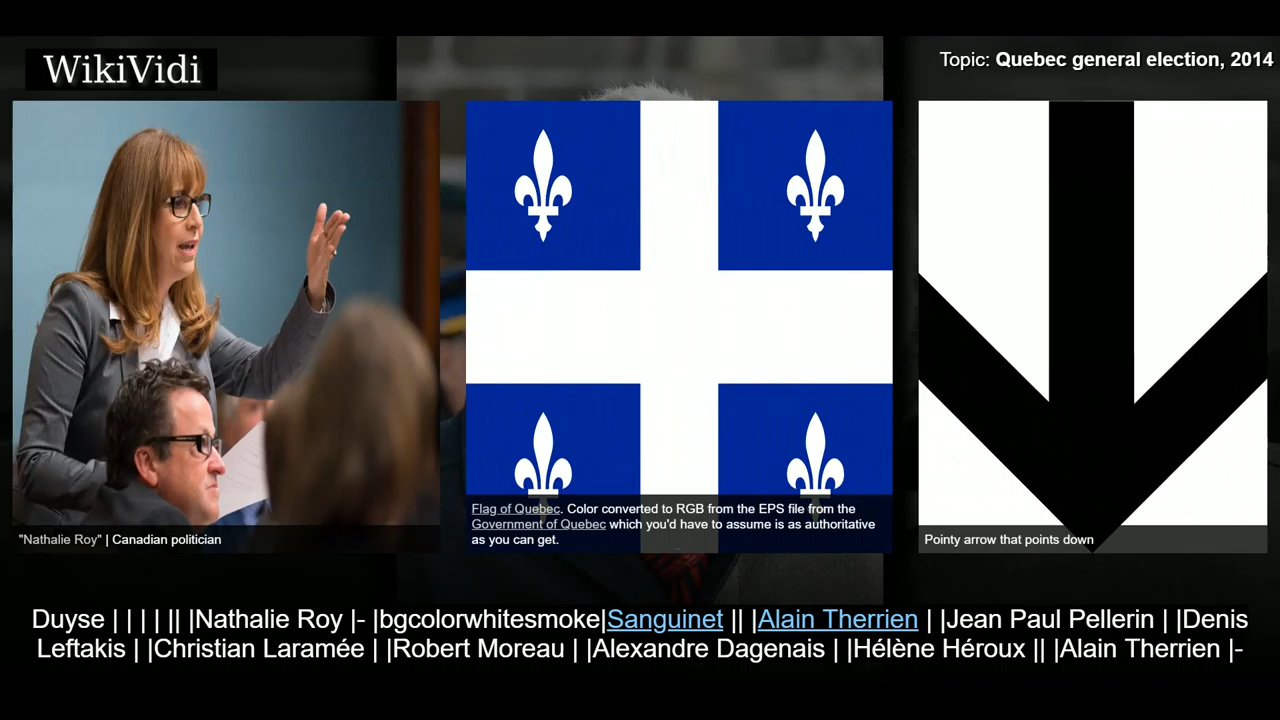 WikiVidi
Topic: Quebec general election, 2014
"Nathalie Roy" | Canadian politician
Flag of Quebec. Color converted to RGB from the EPS file from the
Government of Quebec which you'd have to assume is as authoritative
as you can get.
Pointy arrow that points down
Duyse | | | | || |Nathalie Roy |- |bgcolorwhitesmoke|Sanguinet || |Alain Therrien | |Jean Paul Pellerin | |Denis
Leftakis | |Christian Laramée | |Robert Moreau | |Alexandre Dagenais | |Hélène Héroux || |Alain Therrien |-